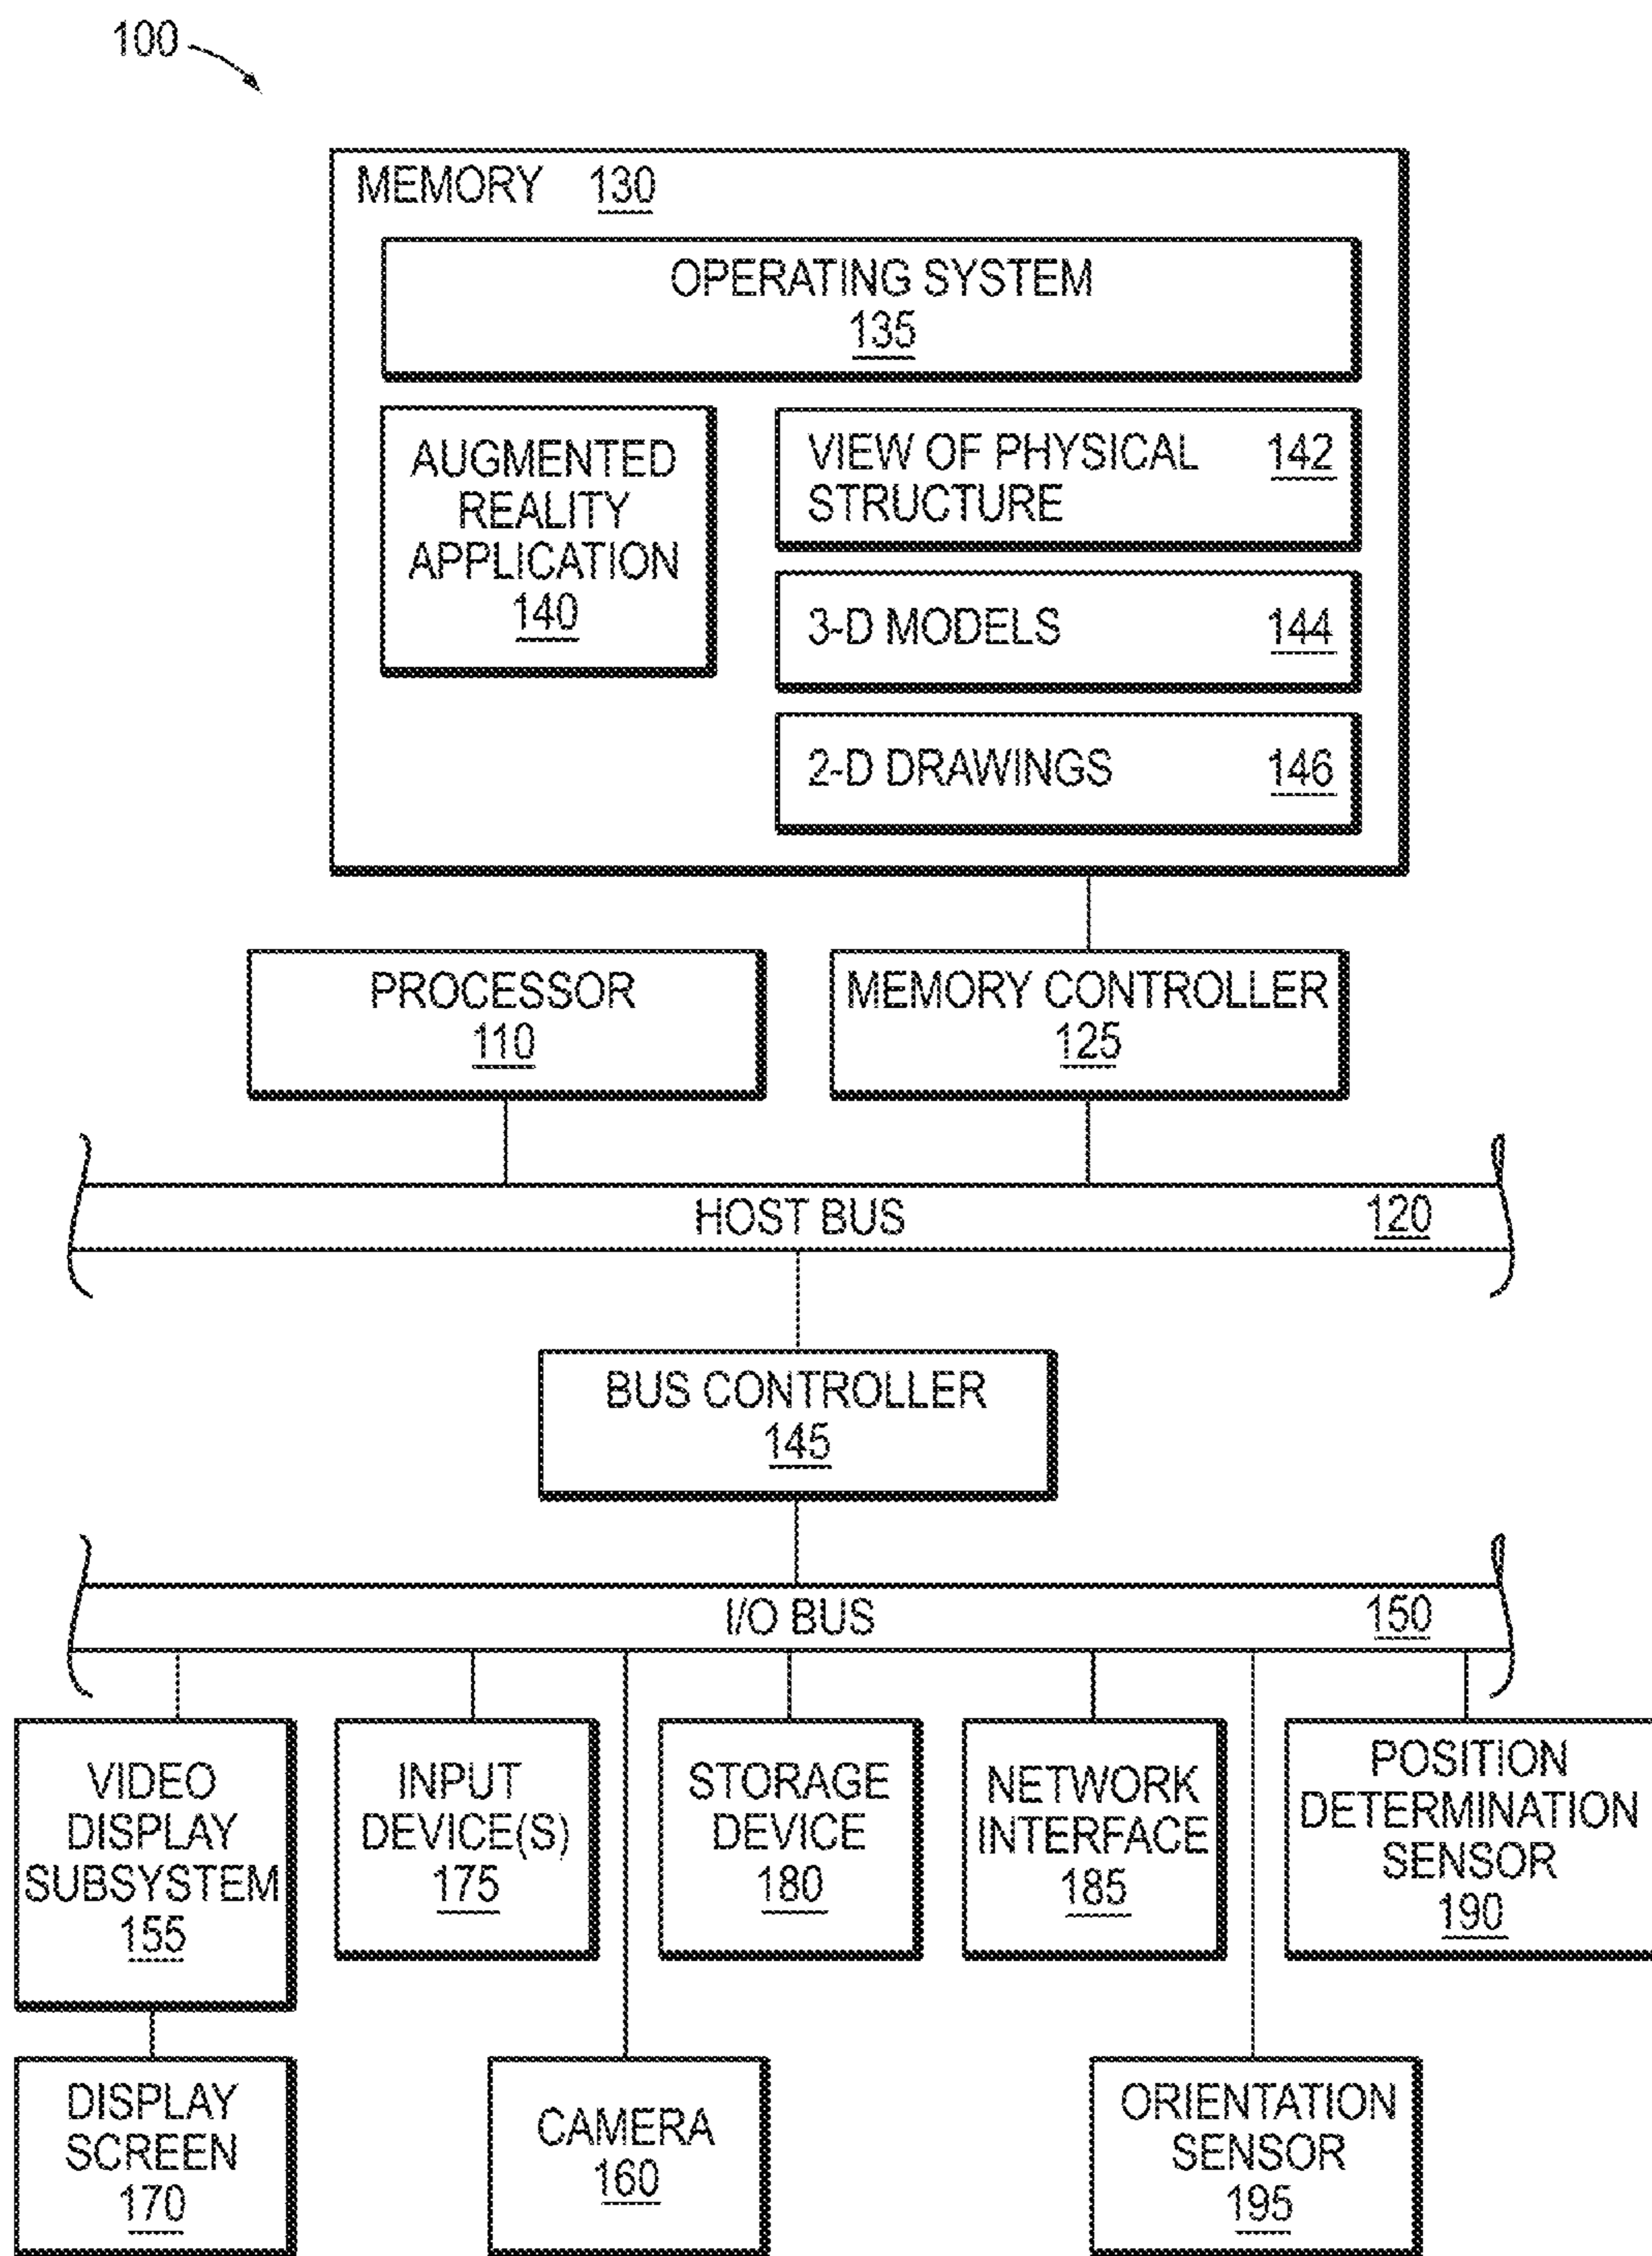 100
MEMORY 130
OPERATING SYSTEM
135
AUGMENTED
REALITY
APPLICATION
140
VIEW OF PHYSICAL 142
STRUCTURE
3-D MODELS 144
2-D DRAWINGS 146
PROCESSOR
110
MEMORY CONTROLLER
125
HOST BUS 120
BUS CONTROLLER
145
I/O BUS 150
VIDEO
DISPLAY
SUBSYSTEM
155
INPUT
DEVICE(S)
175
STORAGE
DEVICE
180
NETWORK
INTERFACE
185
POSITION
DETERMINATION
SENSOR
190
DISPLAY
SCREEN
170
CAMERA
160
ORIENTATION
SENSOR
195